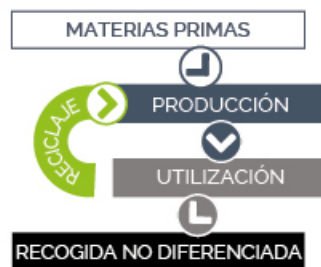 MATERIAS PRIMAS
PRODUCCIÓN
RECICLAJE
UTILIZACIÓN
RECOGIDA NO DIFERENCIADA